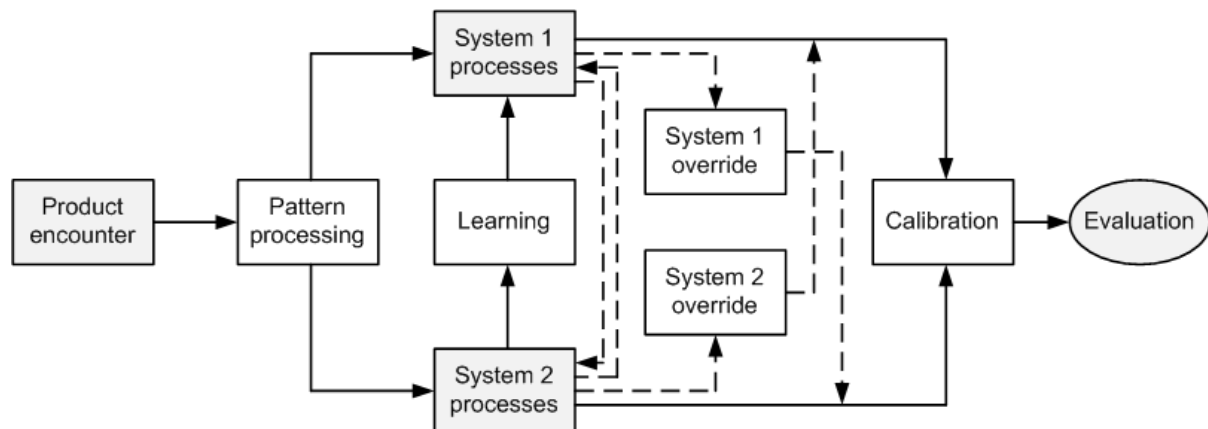 System 1
processes
System 1
override
Product
encounter
Pattern
processing
Learning
Calibration
Evaluation
System 2
override
System 2
processes